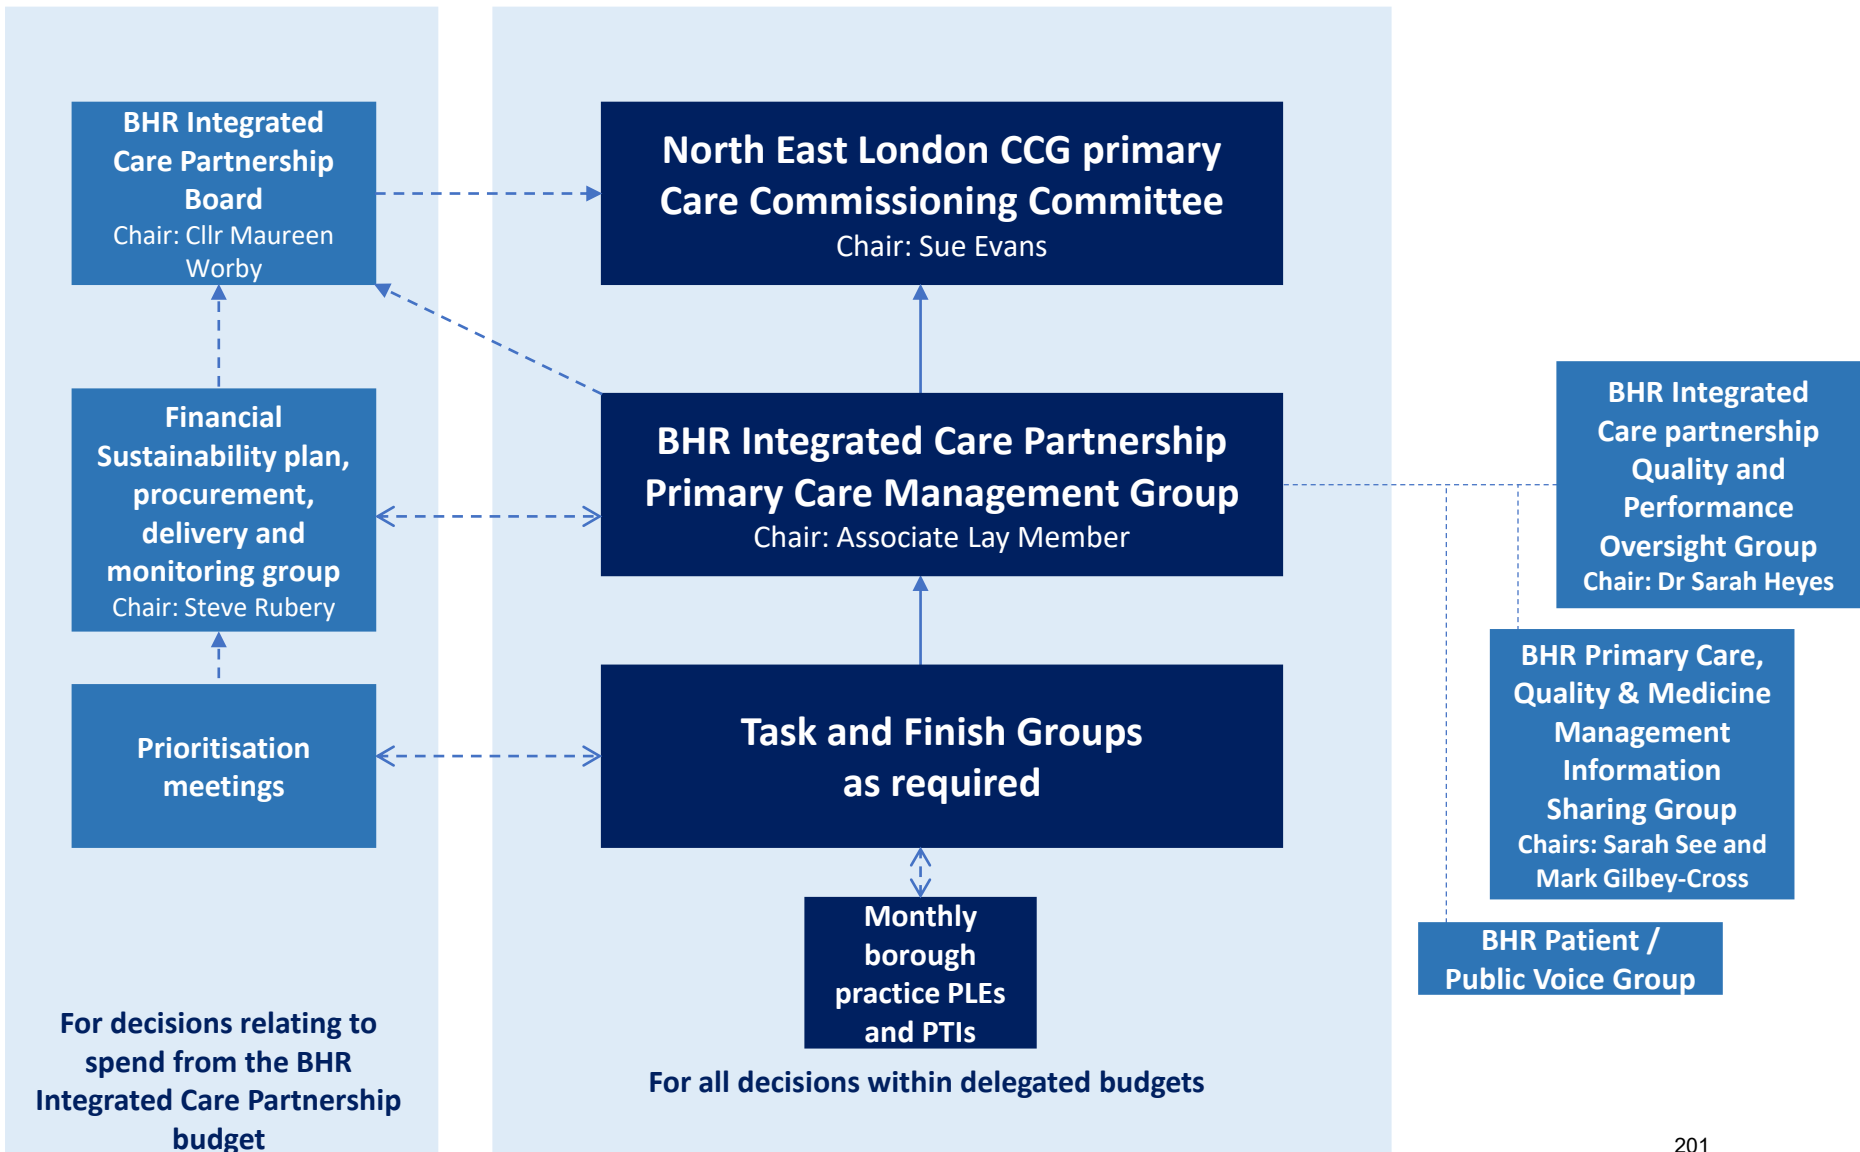 BHR Integrated
Care Partnership
Board
Chair: Cllr Maureen
Worby
Financial
Sustainability plan,
procurement,
delivery and
monitoring group
Chair: Steve Rubery
Prioritisation
meetings
For decisions relating to
spend from the BHR
Integrated Care Partnership
budget
North East London CCG primary
Care Commissioning Committee
Chair: Sue Evans
BHR Integrated Care Partnership
Primary Care Management Group
Chair: Associate Lay Member
Task and Finish Groups
as required
Monthly
borough
practice PLEs
and PTIs
For all decisions within delegated budgets
BHR Integrated
Care partnership
Quality and
Performance
Oversight Group
Chair: Dr Sarah Heyes
BHR Primary Care,
Quality & Medicine
Management
Information
Sharing Group
Chairs: Sarah See and
Mark Gilbey-Cross
BHR Patient /
Public Voice Group
201